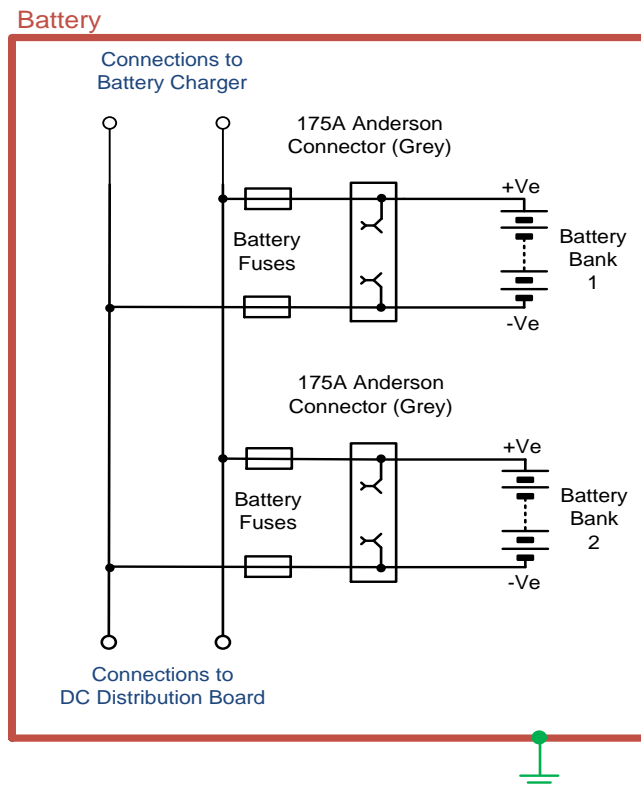 Battery
Connections to
Battery Charger
175A Anderson
Connector (Grey)
+Ve
Battery
Fuses
Battery
Bank
1
-Ve
175A Anderson
Connector (Grey)
+Ve
Battery
Fuses
Battery
Bank
2
-Ve
Connections to
DC Distribution Board